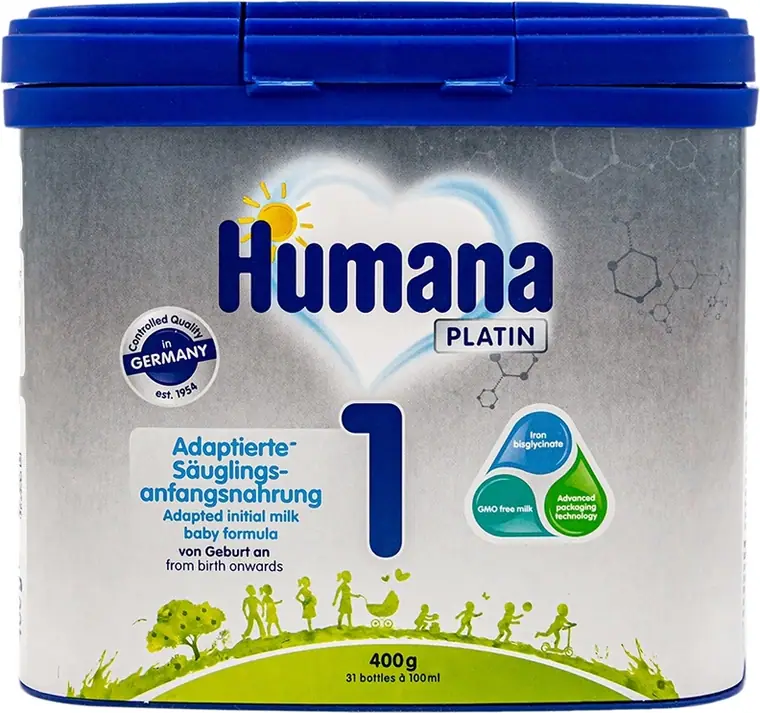 Humana
PLATIN
Controlled Quality
in
GERMANY
est. 1954
1
Adaptierte-
Säuglings-
anfangsnahrung
Adapted initial milk
baby formula
von Geburt an
from birth onwards
Iron
bisglycinate
GMO free milk
Advanced
packaging
technology
400g
31 bottles à 100ml